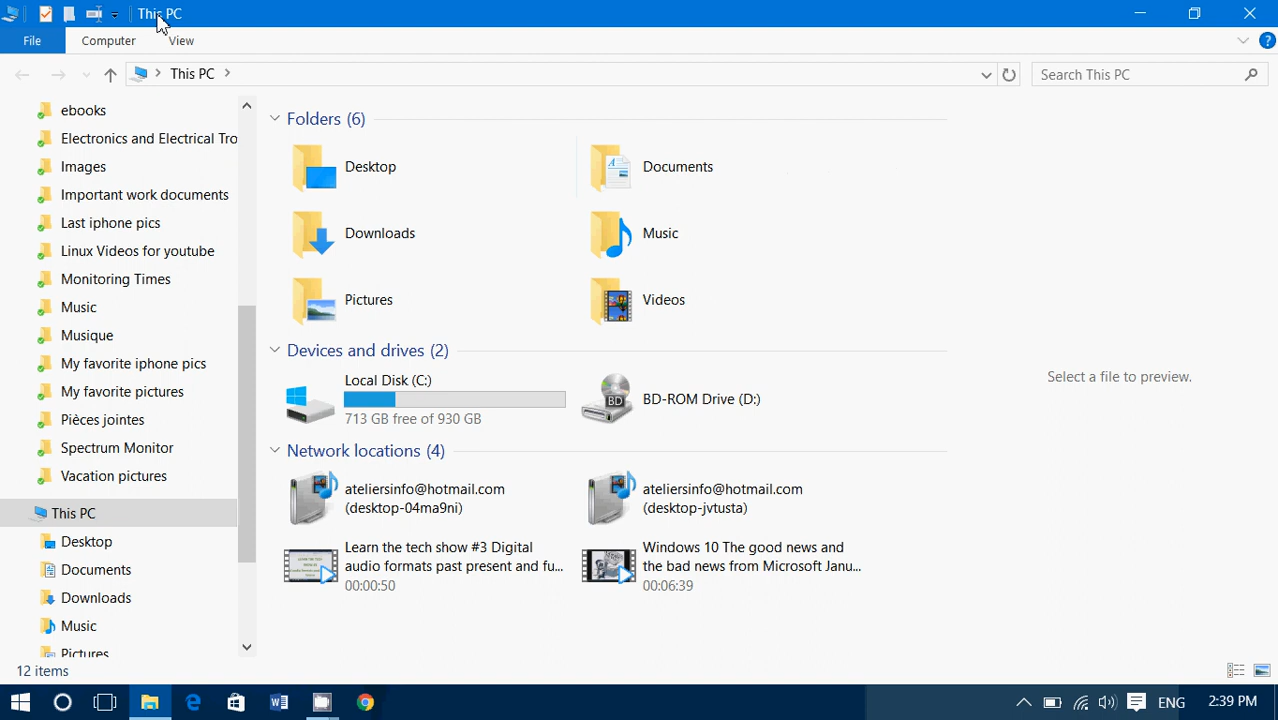 This PC
File
Computer
View
?
This PC
Search This PC
ebooks
Electronics and Electrical Tro
Images
Important work documents
Last iphone pics
Linux Videos for youtube
Monitoring Times
Music
Musique
My favorite iphone pics
My favorite pictures
Pièces jointes
Spectrum Monitor
Vacation pictures
This PC
Desktop
Documents
Downloads
Music
Pictures
Folders (6)
Desktop
Documents
Downloads
Music
Pictures
Videos
Devices and drives (2)
Local Disk (C:)
713 GB free of 930 GB
BD
BD-ROM Drive (D:)
Network locations (4)
ateliersinfo@hotmail.com
(desktop-04ma9ni)
ateliersinfo@hotmail.com
(desktop-jvtusta)
Learn the tech show #3 Digital
audio formats past present and fu...
00:00:50
Windows 10 The good news and
the bad news from Microsoft Janu...
00:06:39
Select a file to preview.
12 items
ENG
2:39 PM